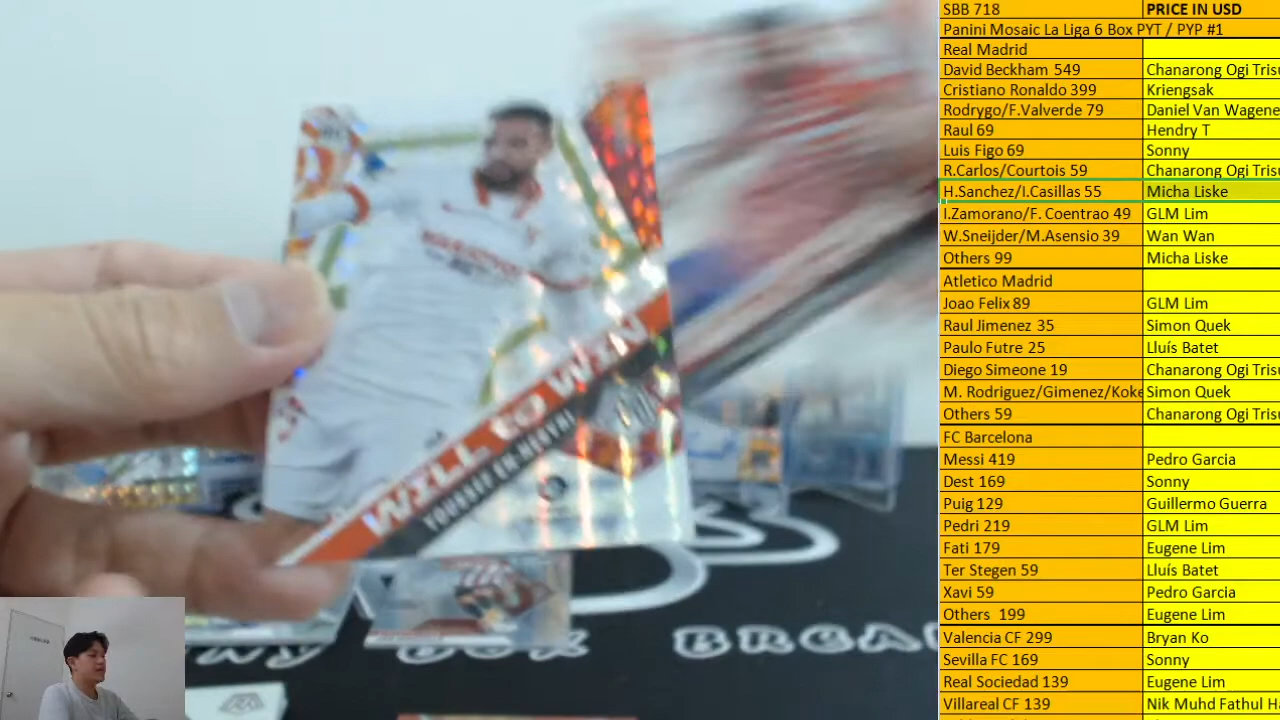 SBB 718 PRICE IN USD
Panini Mosaic La Liga 6 Box PYT / PYP #1
Real Madrid
David Beckham 549 Chanarong Ogi Trisu
Cristiano Ronaldo 399 Kriengsak
Rodrygo/F.Valverde 79 Daniel Van Wagene
Raul 69 Hendry T
Luis Figo 69 Sonny
R.Carlos/Courtois 59 Chanarong Ogi Trisu
H.Sanchez/I.Casillas 55 Micha Liske
I.Zamorano/F. Coentrao 49 GLM Lim
W.Sneijder/M.Asensio 39 Wan Wan
Others 99 Micha Liske
Atletico Madrid
Joao Felix 89 GLM Lim
Raul Jimenez 35 Simon Quek
Paulo Futre 25 Lluís Batet
Diego Simeone 19 Chanarong Ogi Trisu
M. Rodriguez/Gimenez/Koke Simon Quek
Others 59 Chanarong Ogi Trisu
FC Barcelona
Messi 419 Pedro Garcia
Dest 169 Sonny
Puig 129 Guillermo Guerra
Pedri 219 GLM Lim
Fati 179 Eugene Lim
Ter Stegen 59 Lluís Batet
Xavi 59 Pedro Garcia
Others 199 Eugene Lim
Valencia CF 299 Bryan Ko
Sevilla FC 169 Sonny
Real Sociedad 139 Eugene Lim
Villareal CF 139 Nik Muhd Fathul Ha
WILL TO WIN
YOUSSEF EN-NESYRI
BOX BREA